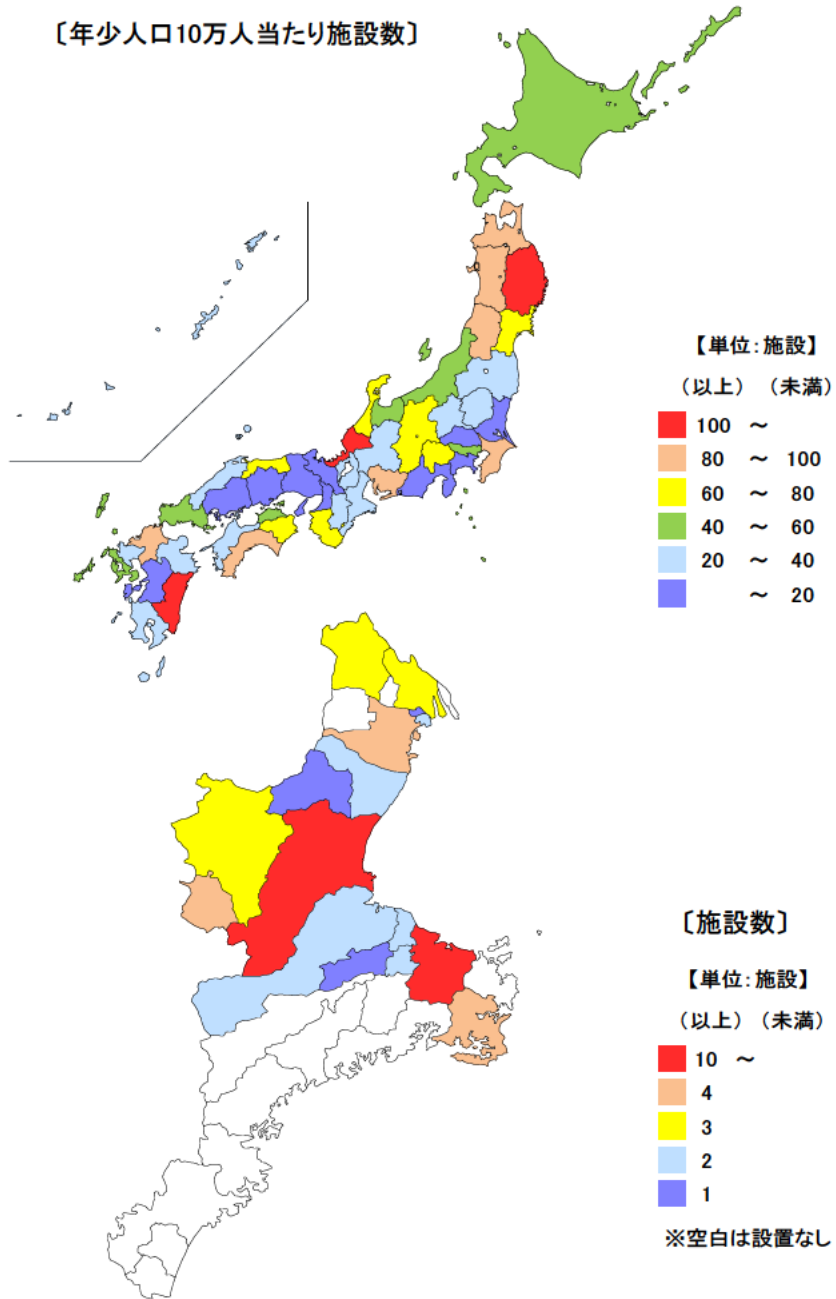 〔年少人口10万人当たり施設数〕
【単位:施設】
（以上）（未満）
100 ～
80 ～ 100
60 ～ 80
40 ～ 60
20 ～ 40
～ 20
〔施設数〕
【単位:施設】
（以上）（未満）
10 ～
4
3
2
1
※空白は設置なし